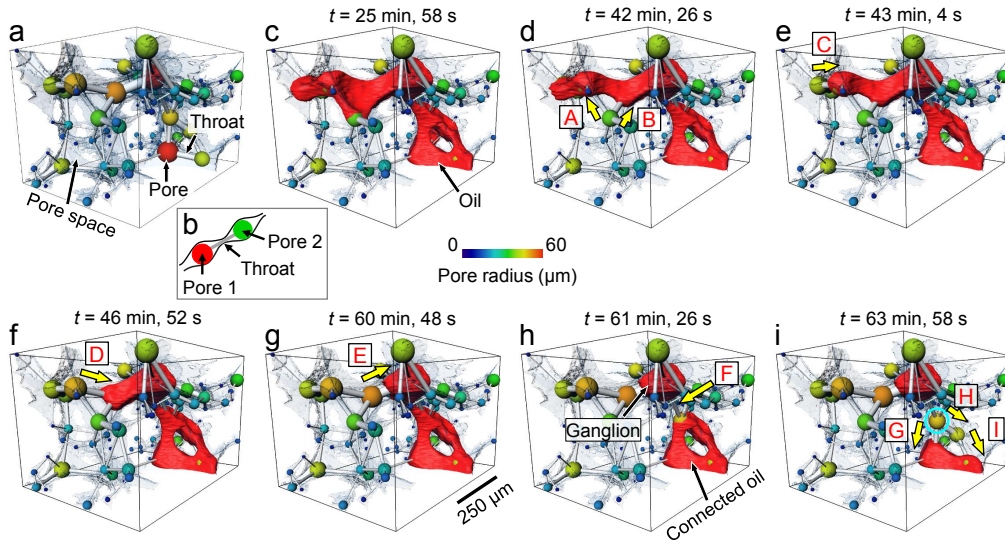 a
Throat
Pore
Pore space
b
Pore 2
Throat
Pore 1
c
t = 25 min, 58 s
Oil
d
t = 42 min, 26 s
A
B
e
t = 43 min, 4 s
C
0
60
Pore radius (µm)
f
t = 46 min, 52 s
D
g
t = 60 min, 48 s
E
250 µm
h
t = 61 min, 26 s
F
Ganglion
Connected oil
i
t = 63 min, 58 s
G
H
I